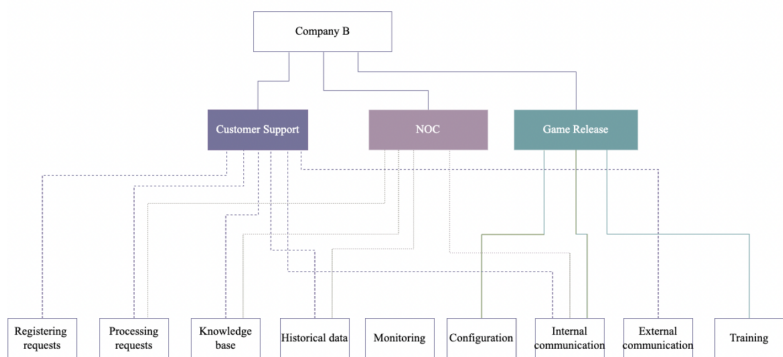 Company B
Customer Support
NOC
Game Release
Registering
requests
Processing
requests
Knowledge
base
Historical data
Monitoring
Configuration
Internal
communication
External
communication
Training